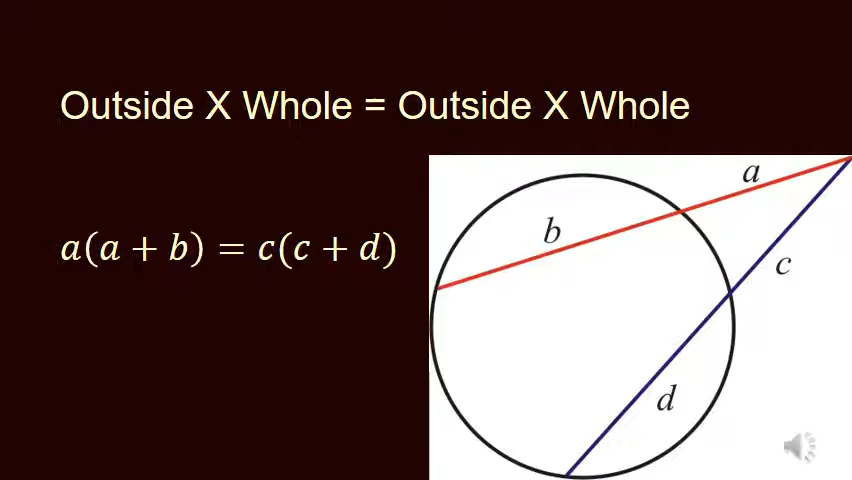 Outside X Whole = Outside X Whole
a(a + b) = c(c + d)
a
b
c
d